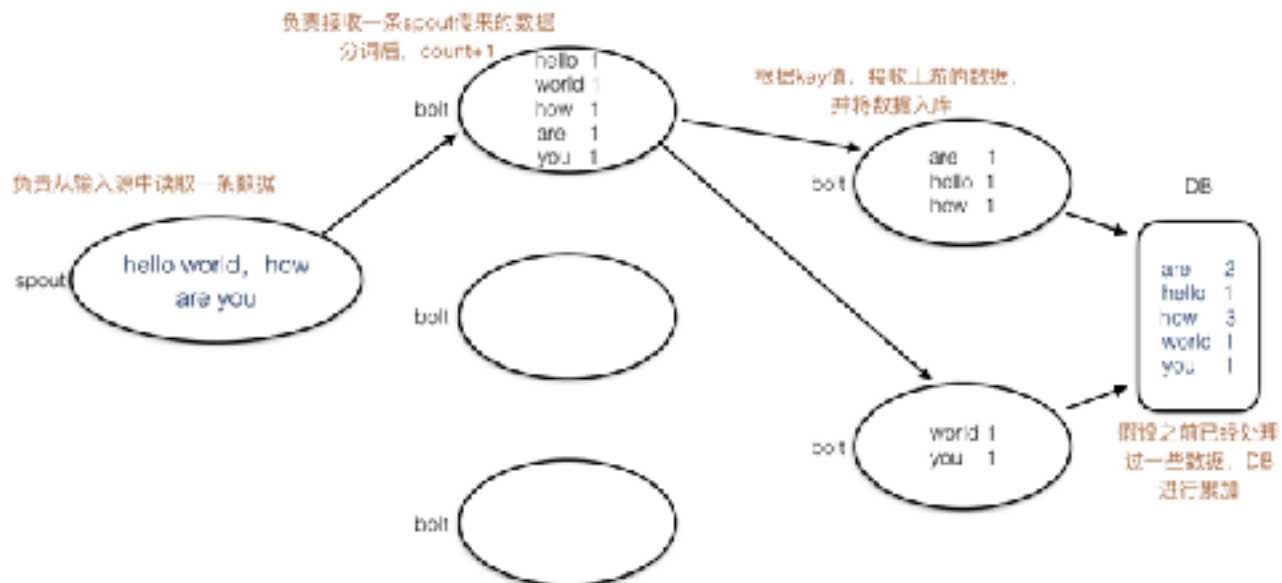 负责接收一条spout传来的数据
分词后，count+1
hello 1
world 1
how 1
are 1
you 1
bolt
根据key值，接收上游的数据，
并将数据入库
are 1
hello 1
how 1
bolt
负责从输入源中读取一条数据
hello world，how
are you
spout
DB
are 2
hello 1
how 3
world 1
you 1
bolt
world 1
you 1
bolt
假设之前已经处理
过一些数据，DB
进行累加
bolt